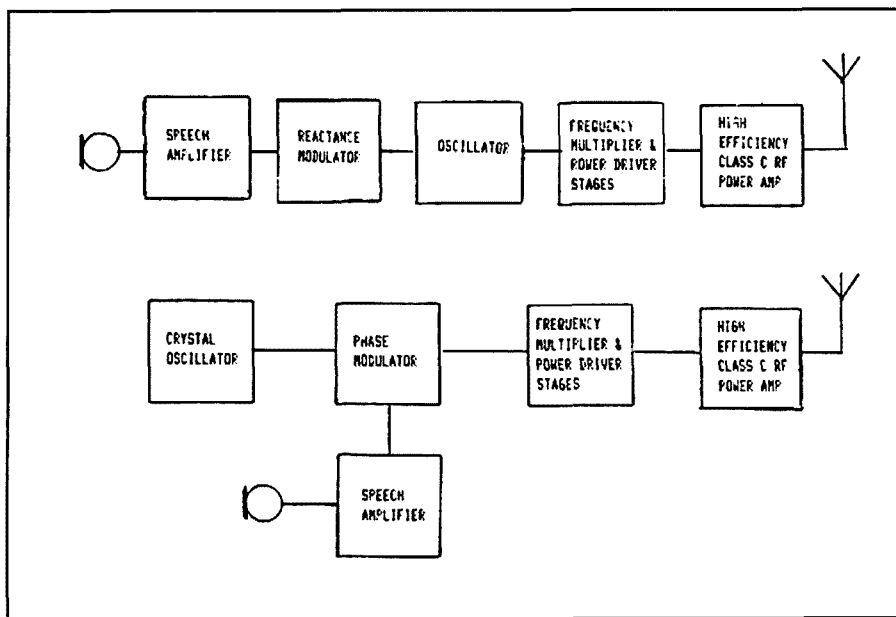 SPEECH
AMPLIFIER
REACTANCE
MODULATOR
OSCILLATOR
FREQUENCY
MULTIPLIER &
POWER DRIVER
STAGES
HIGH
EFFICIENCY
CLASS C RF
POWER AMP
CRYSTAL
OSCILLATOR
PHASE
MODULATOR
FREQUENCY
MULTIPLIER &
POWER DRIVER
STAGES
HIGH
EFFICIENCY
CLASS C RF
POWER AMP
SPEECH
AMPLIFIER